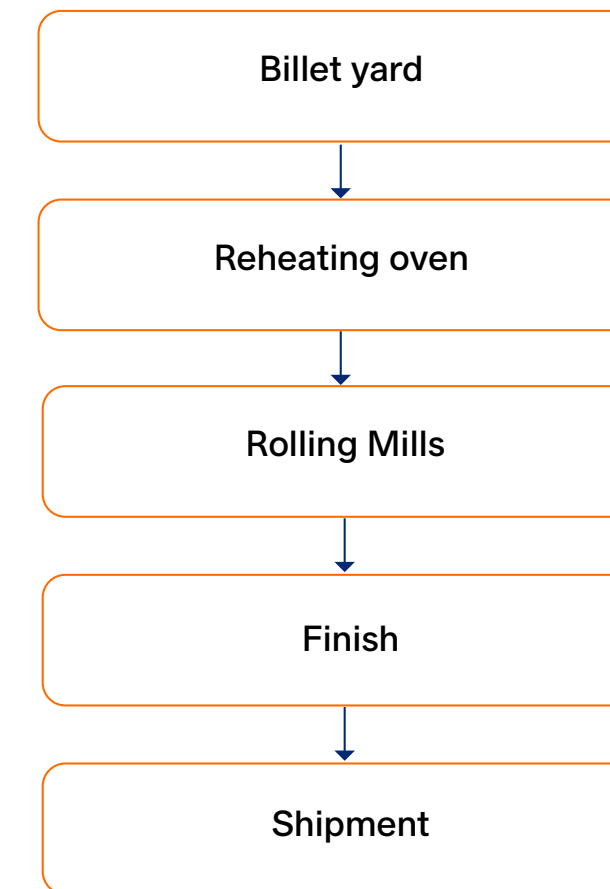 Billet yard
Reheating oven
Rolling Mills
Finish
Shipment